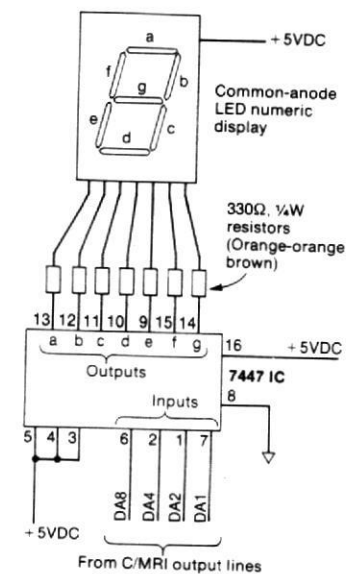 a
+ 5VDC
f
b
g
Common-anode
LED numeric
display
e
c
d
330Ω, ¼W
resistors
(Orange-orange
brown)
13 12 11 10 9 15 14
a b c d e f g
16
+ 5VDC
Outputs
7447 IC
Inputs
8
5 4 3 6 2 1 7
DA8 DA4 DA2 DA1
+ 5VDC
From C/MRI output lines